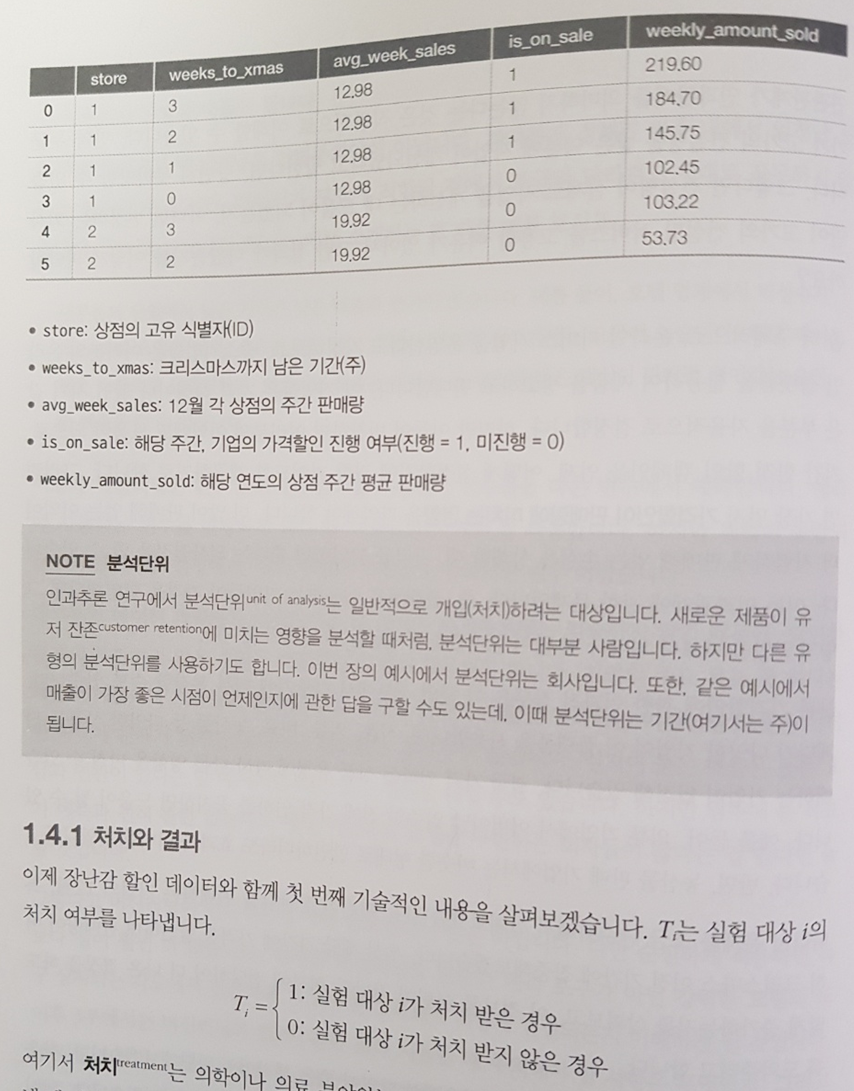 store weeks_to_xmas avg_week_sales is_on_sale weekly_amount_sold
0 1 3 12.98 1 219.60
1 1 2 12.98 1 184.70
2 1 1 12.98 1 145.75
3 1 0 12.98 0 102.45
4 2 3 19.92 0 103.22
5 2 2 19.92 0 53.73
• store: 상점의 고유 식별자(ID)
• weeks_to_xmas: 크리스마스까지 남은 기간(주)
• avg_week_sales: 12월 각 상점의 주간 판매량
• is_on_sale: 해당 주간, 기업의 가격할인 진행 여부(진행 = 1, 미진행 = 0)
• weekly_amount_sold: 해당 연도의 상점 주간 평균 판매량
NOTE 분석단위
인과추론 연구에서 분석단위unit of analysis는 일반적으로 개입(처치)하려는 대상입니다. 새로운 제품이 유
저 잔존customer retention에 미치는 영향을 분석할 때처럼, 분석단위는 대부분 사람입니다. 하지만 다른 유
형의 분석단위를 사용하기도 합니다. 이번 장의 예시에서 분석단위는 회사입니다. 또한, 같은 예시에서
매출이 가장 좋은 시점이 언제인지에 관한 답을 구할 수도 있는데, 이때 분석단위는 기간(여기서는 주)이
됩니다.
1.4.1 처치와 결과
이제 장난감 할인 데이터와 함께 첫 번째 기술적인 내용을 살펴보겠습니다. Tᵢ는 실험 대상 i의
처치 여부를 나타냅니다.
Tᵢ = { 1: 실험 대상 i가 처치 받은 경우
0: 실험 대상 i가 처치 받지 않은 경우
여기서 처치treatment는 의학이나 의료